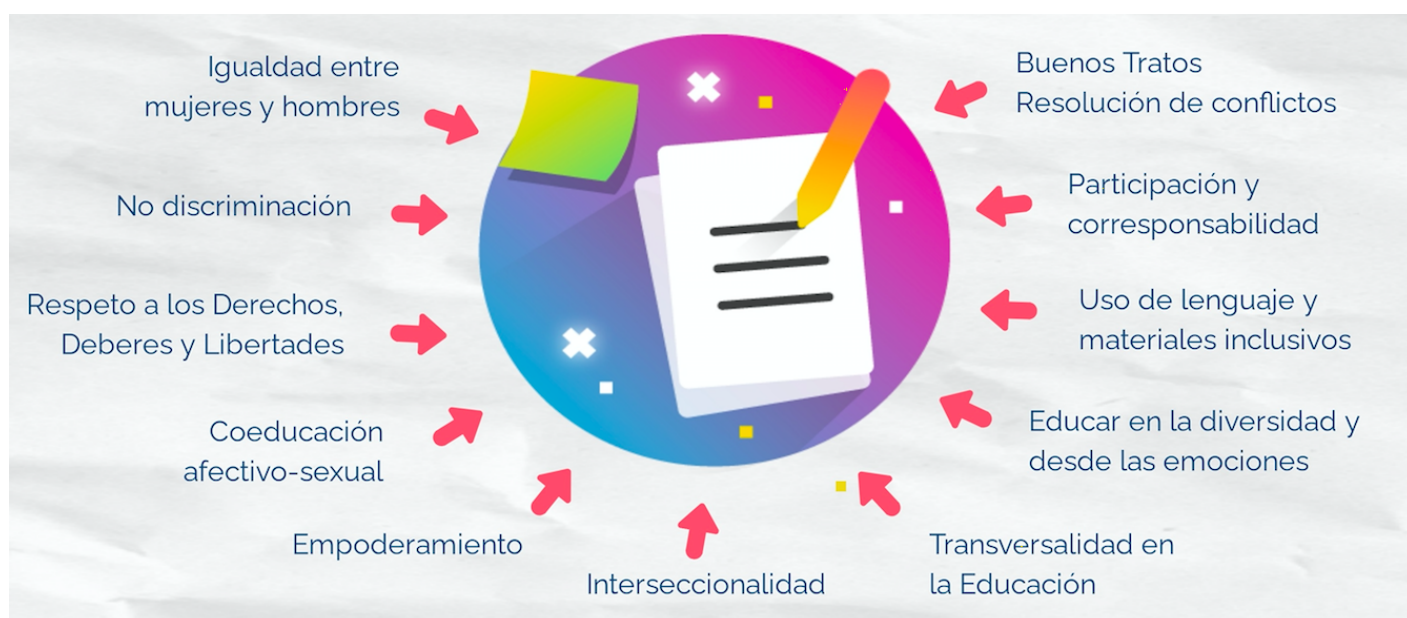 Igualdad entre
mujeres y hombres
No discriminación
Respeto a los Derechos,
Deberes y Libertades
Coeducación
afectivo-sexual
Empoderamiento
Interseccionalidad
Buenos Tratos
Resolución de conflictos
Participación y
corresponsabilidad
Uso de lenguaje y
materiales inclusivos
Educar en la diversidad y
desde las emociones
Transversalidad en
la Educación